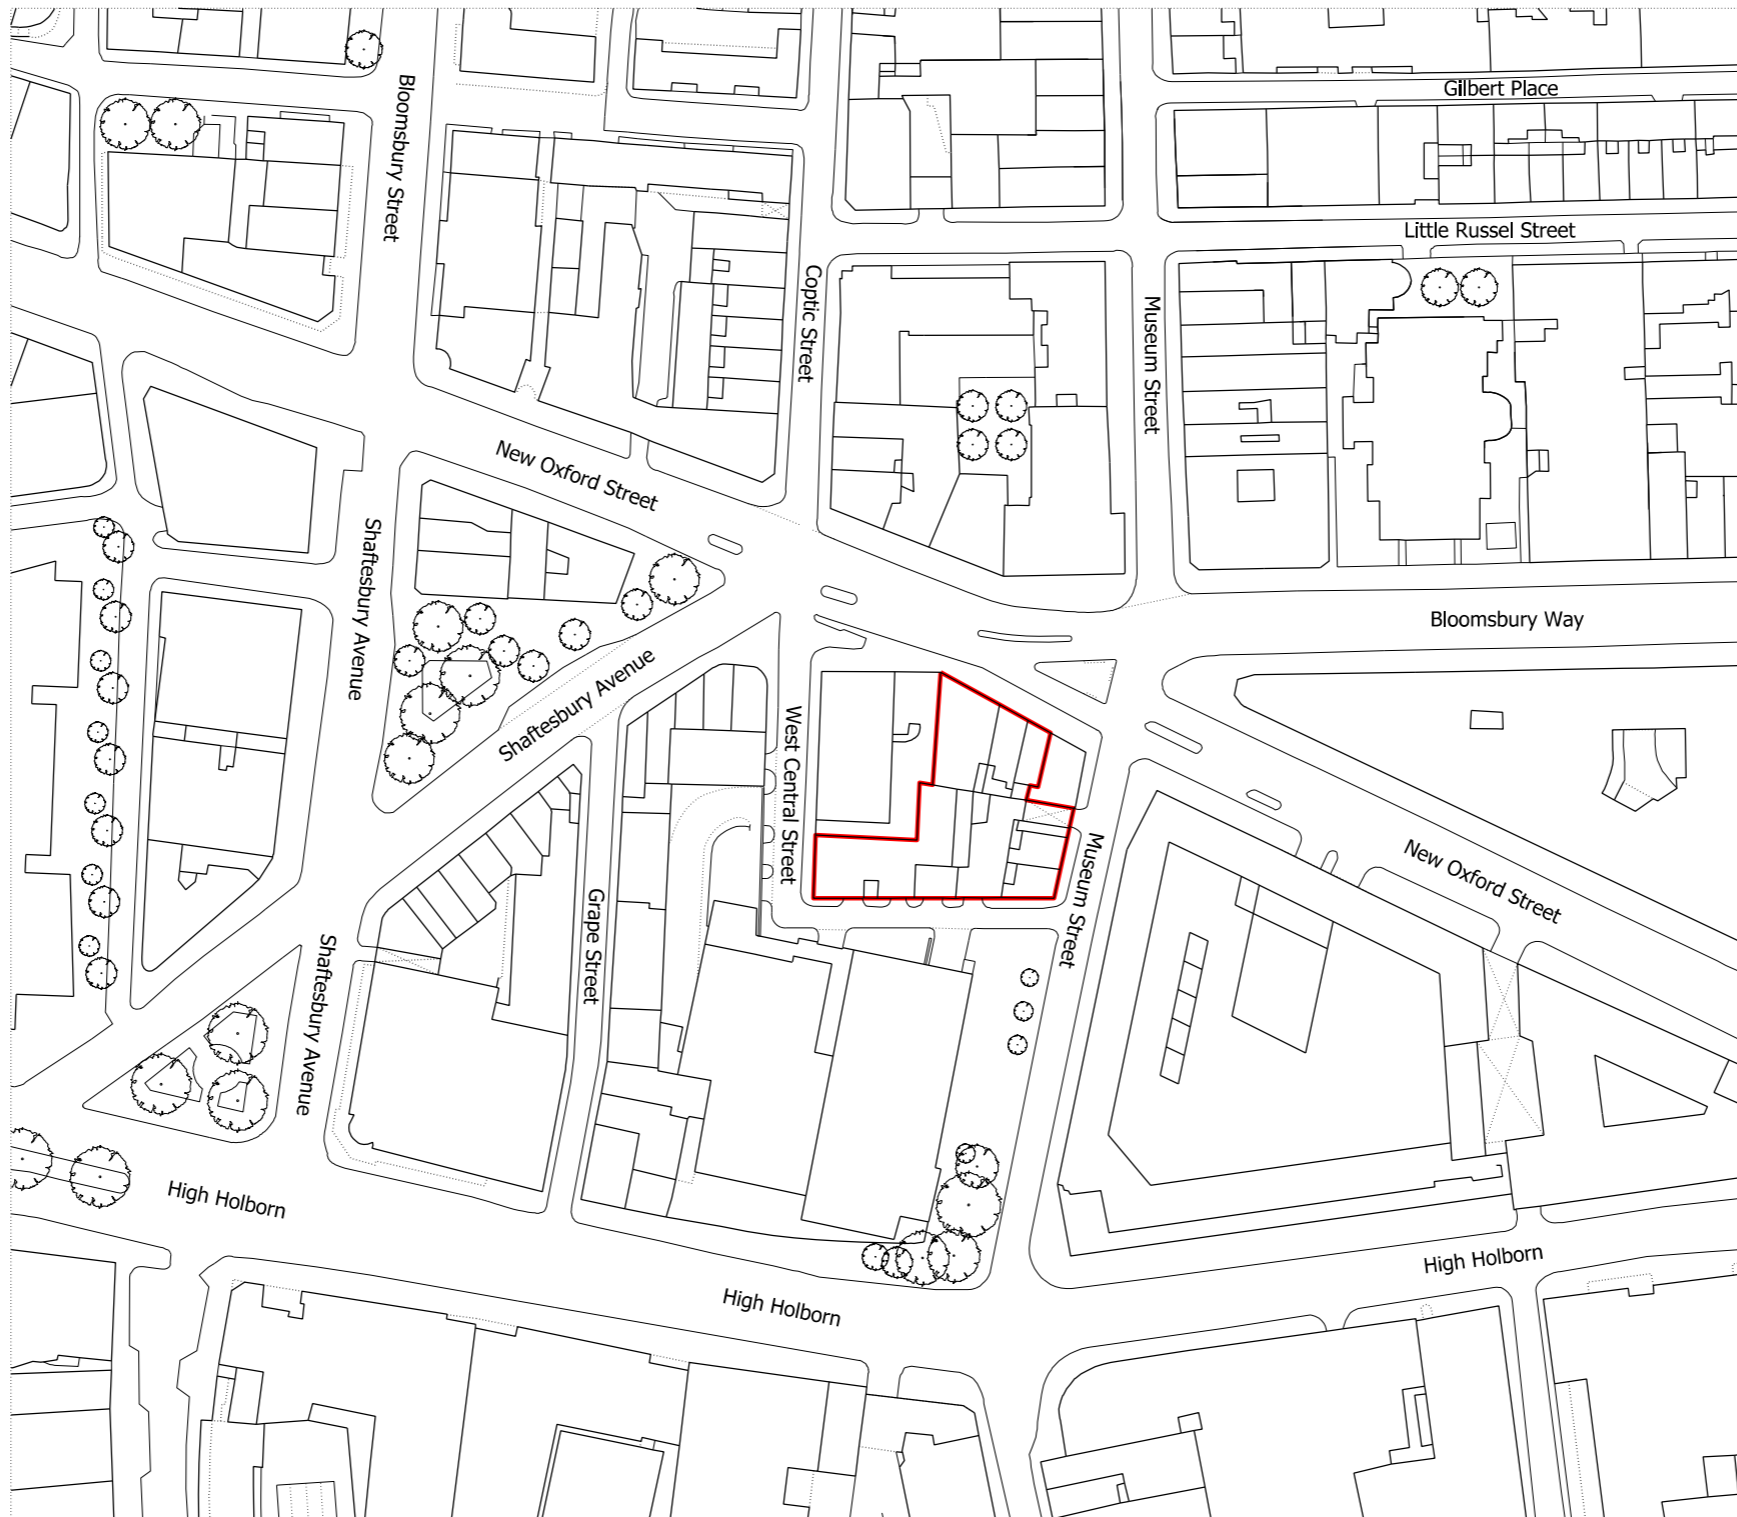 Gilbert Place
Bloomsbury Street
Little Russel Street
Coptic Street
Museum Street
New Oxford Street
Shaftesbury Avenue
Bloomsbury Way
Shaftesbury Avenue
West Central Street
Museum Street
New Oxford Street
Grape Street
Shaftesbury Avenue
High Holborn
High Holborn
High Holborn